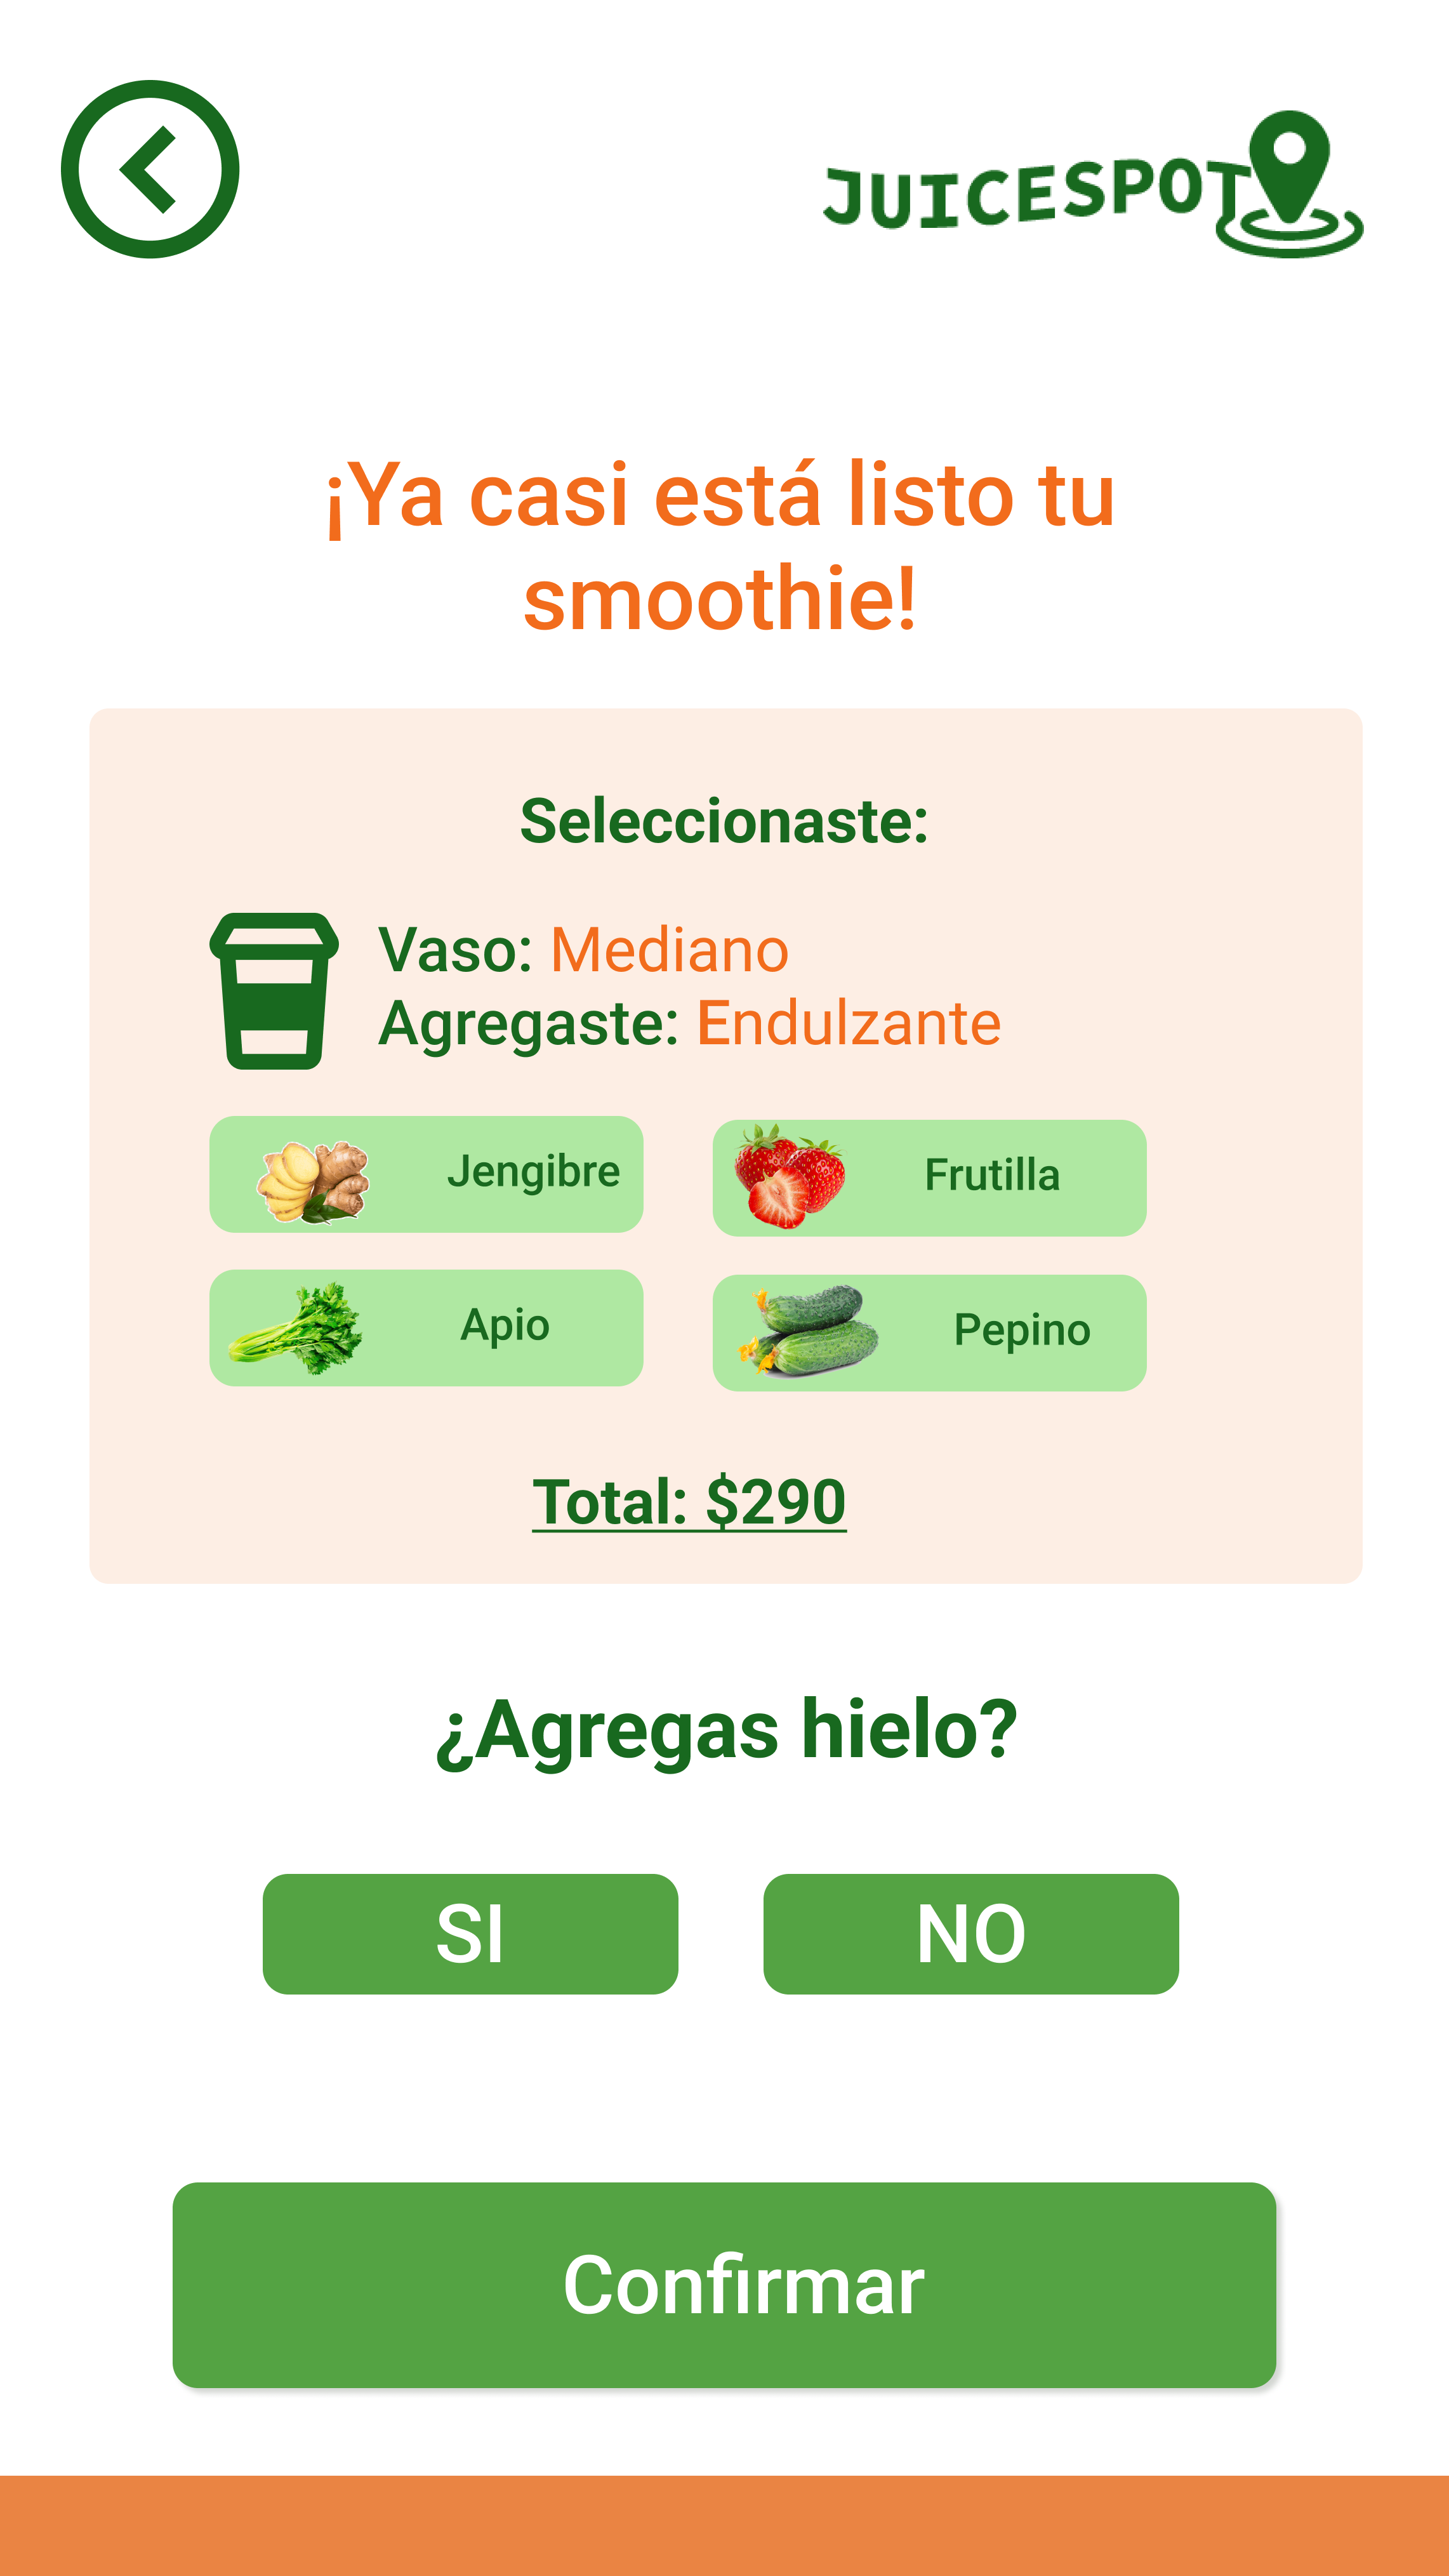 JUICESPOT
¡Ya casi está listo tu
smoothie!
Seleccionaste:
Vaso: Mediano
Agregaste: Endulzante
Jengibre
Frutilla
Apio
Pepino
Total: $290
¿Agregas hielo?
SI
NO
Confirmar